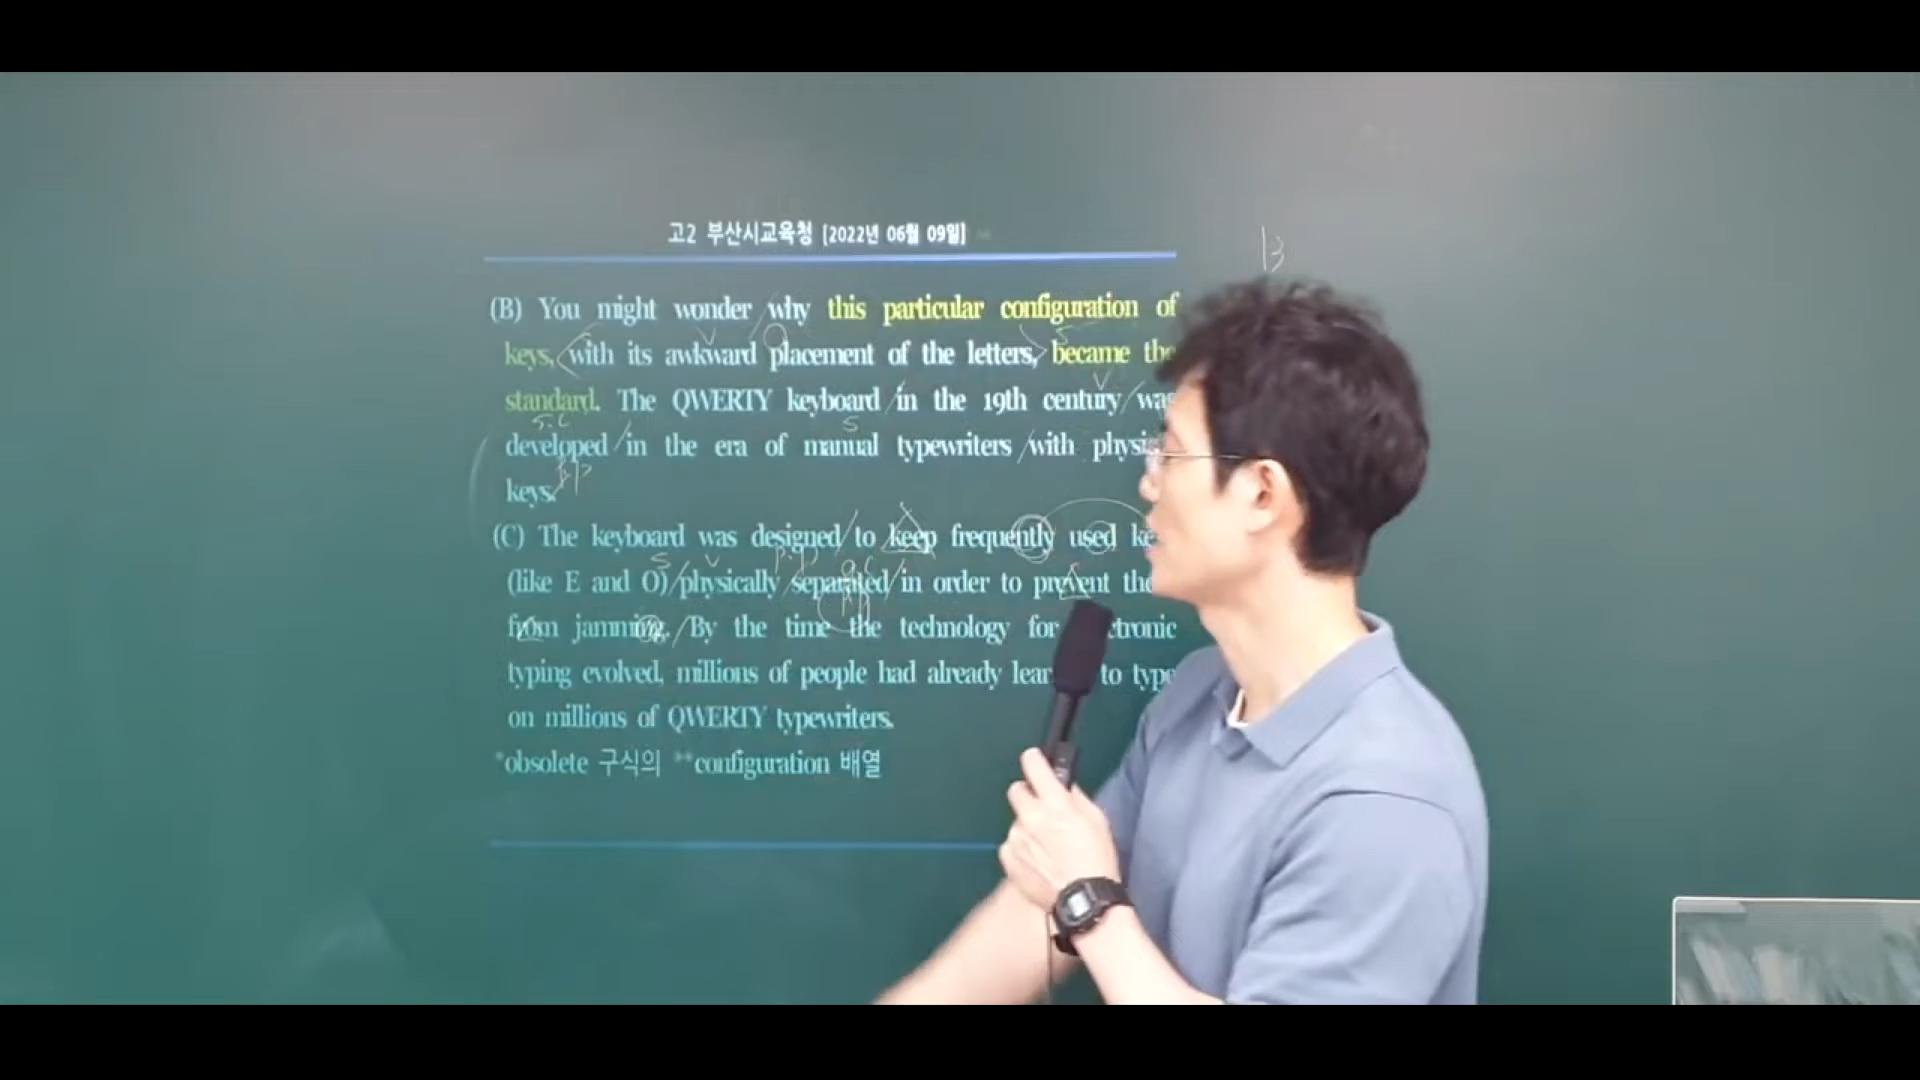 고2 부산시교육청 [2022년 06월 09일]
B
(B) You might wonder why this particular configuration of
keys, with its awkward placement of the letters, became the
standard. The QWERTY keyboard in the 19th century was
developed in the era of manual typewriters with
keys.
(C) The keyboard was designed to keep frequently used
(like E and O) physically separated in order to prevent
from jamming. By the time the technology for
typing evolved, millions of people had already to type
on millions of QWERTY typewriters.
*obsolete 구식의 **configuration 배열